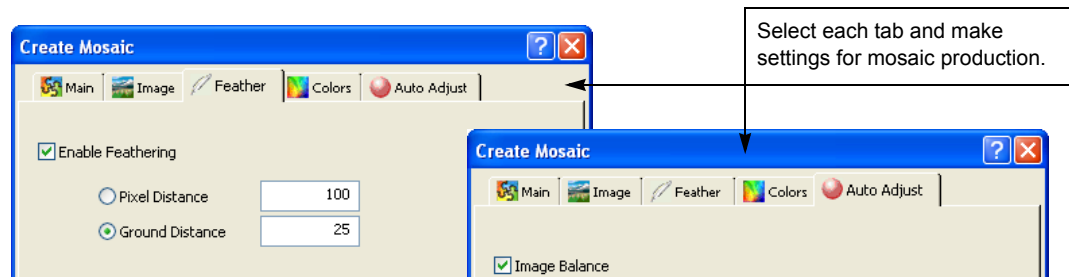 Select each tab and make
settings for mosaic production.
Create Mosaic
?
Main Image Feather Colors Auto Adjust
Enable Feathering
Pixel Distance 100
Ground Distance 25
Create Mosaic
?
Main Image Feather Colors Auto Adjust
Image Balance